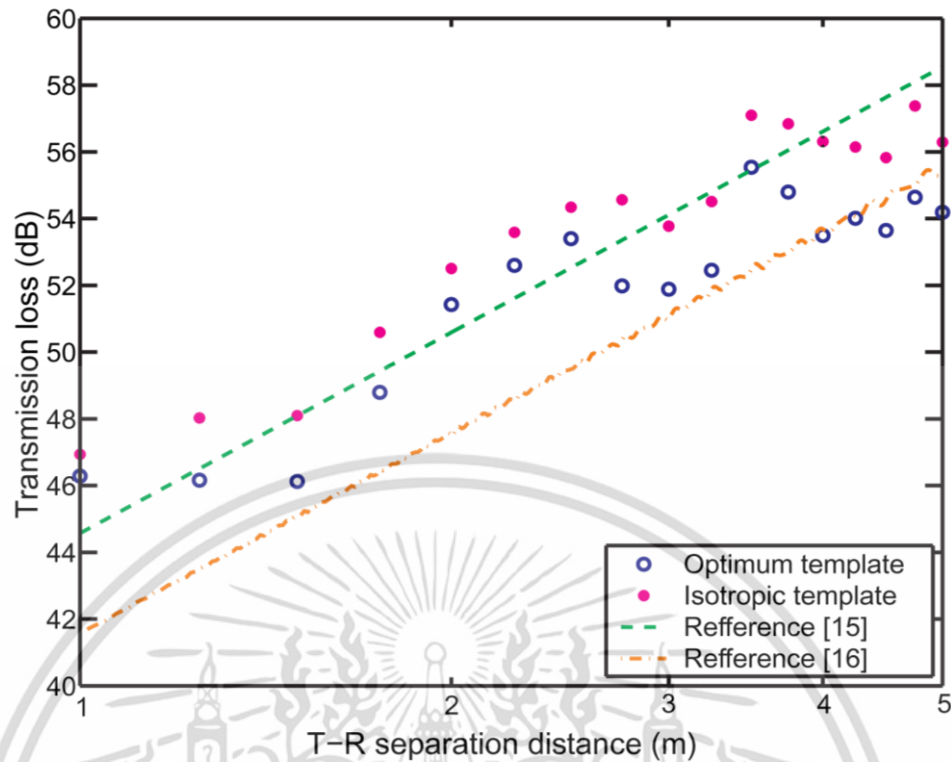 60
58
56
54
52
50
48
46
44
42
40
Transmission loss (dB)
Optimum template
Isotropic template
Refference [15]
Refference [16]
1 2 3 4 5
T−R separation distance (m)